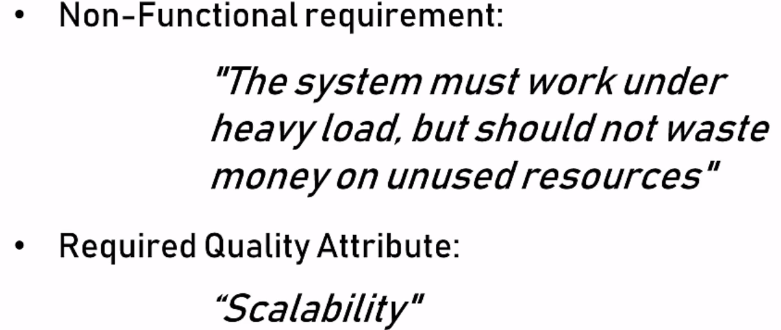 • Non-Functional requirement:
"The system must work under
heavy load, but should not waste
money on unused resources"
• Required Quality Attribute:
“Scalability"